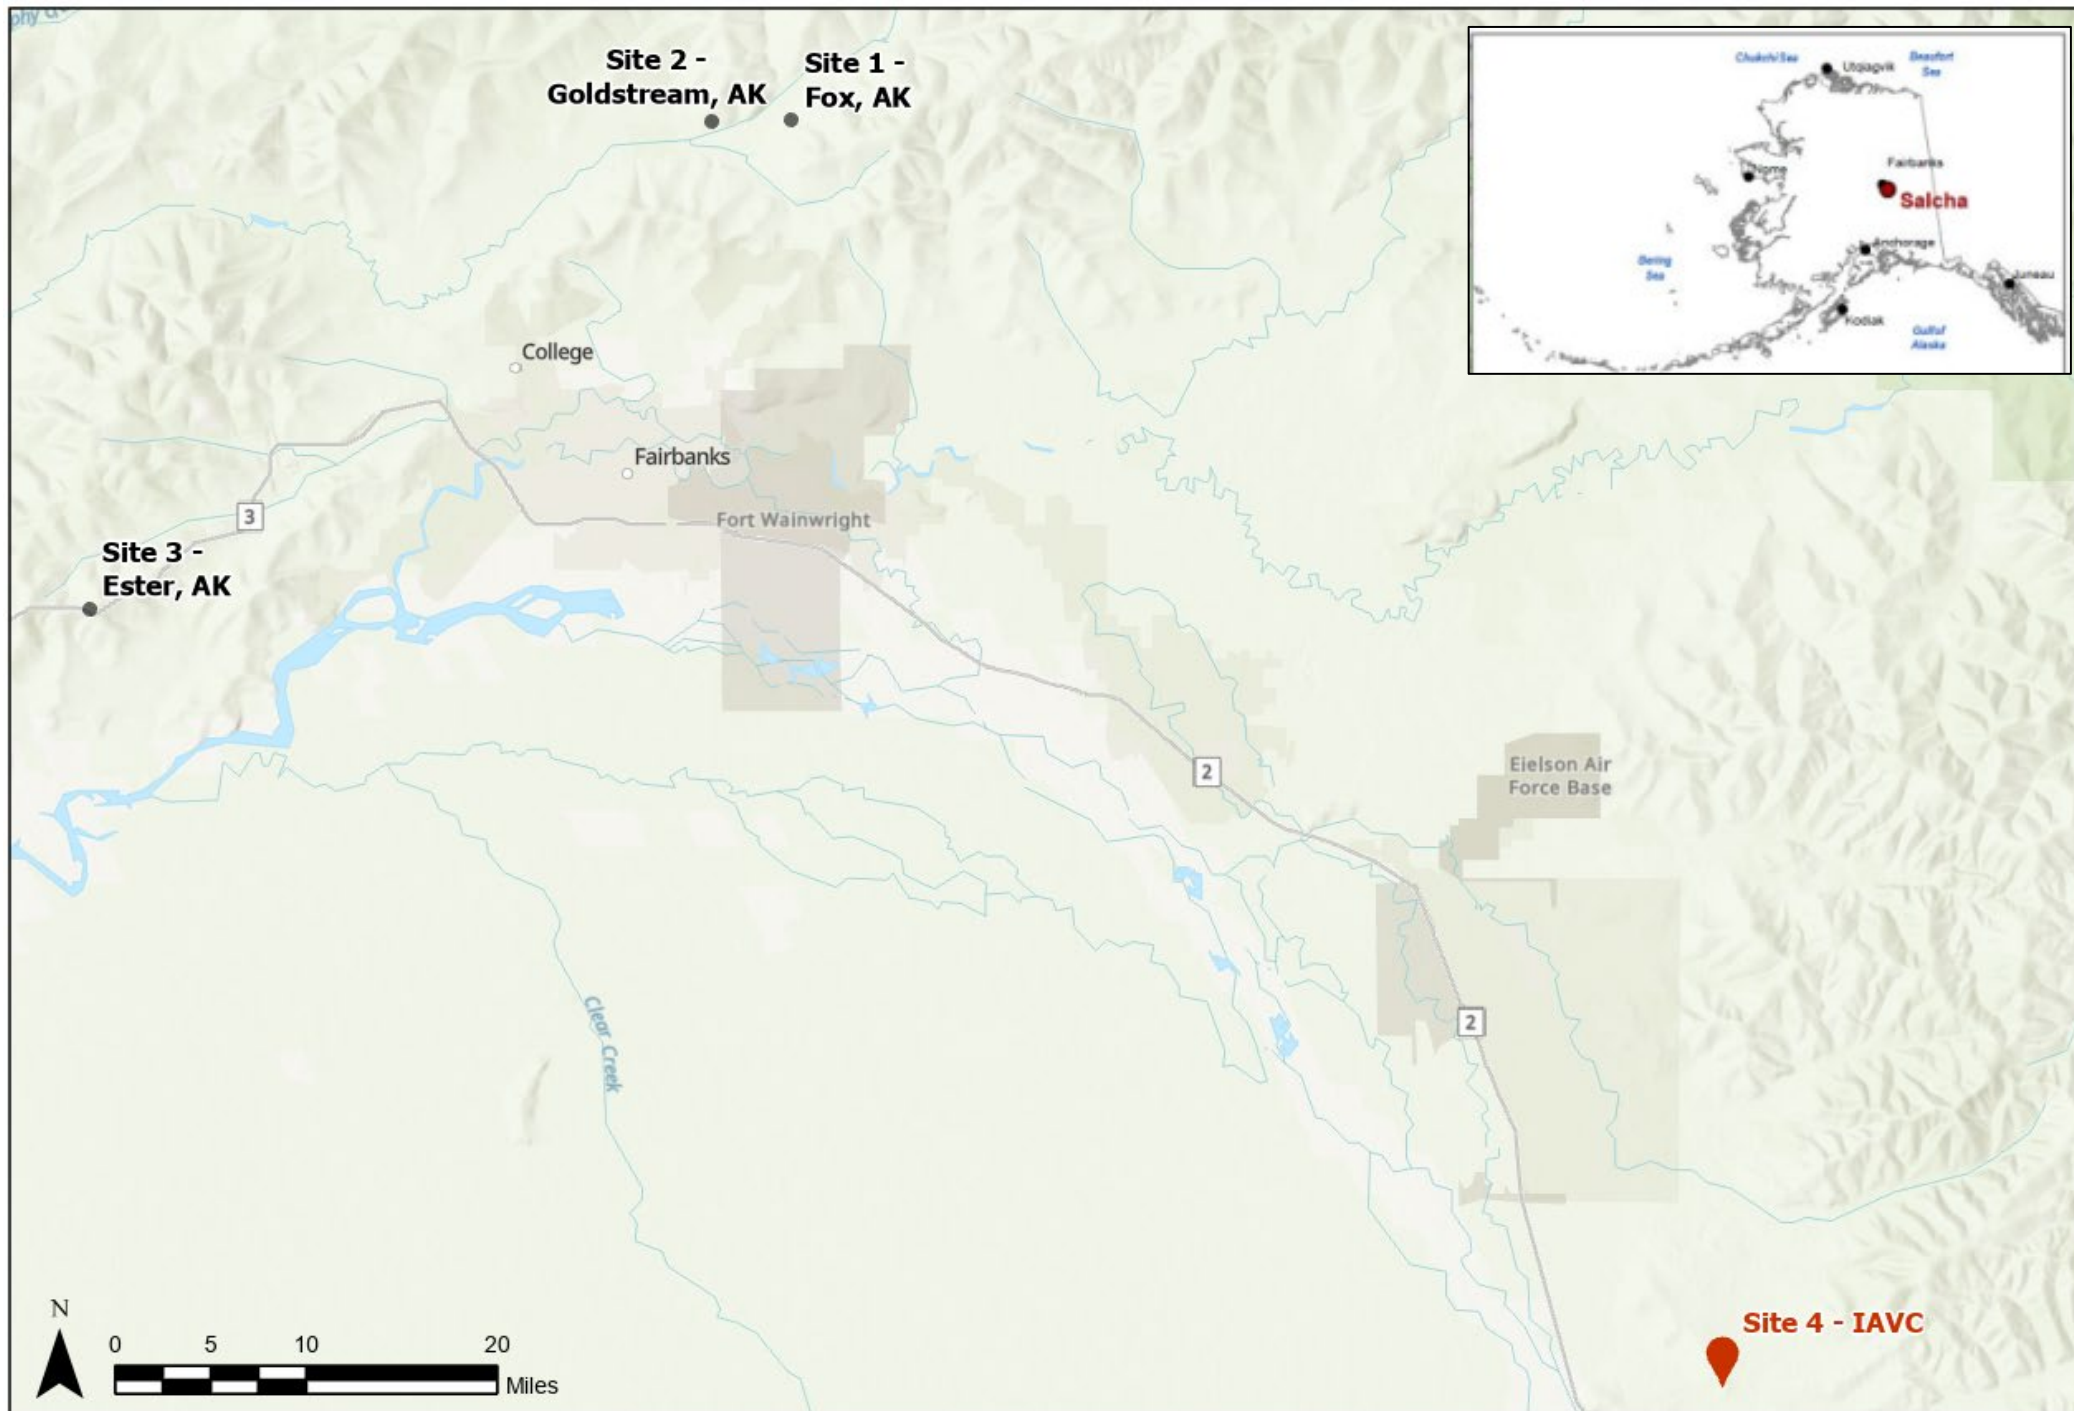 phy
Site 2 -
Goldstream, AK
Site 1 -
Fox, AK
Chukchi Sea
Beaufort
Sea
Utqiagvik
Nome
Fairbanks
Salcha
Anchorage
Bering
Sea
Juneau
Kodiak
Gulf of
Alaska
College
Fairbanks
Fort Wainwright
3
Site 3 -
Ester, AK
2
Eielson Air
Force Base
Clear Creek
2
N
0 5 10 20
Miles
Site 4 - IAVC